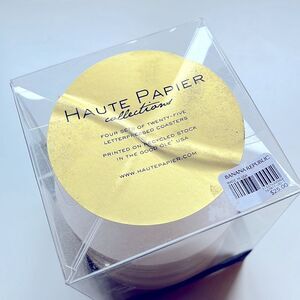 HAUTE PAPIER
collections
FOUR SETS OF TWENTY-FIVE
LETTERPRESSED COASTERS
PRINTED ON RECYCLED STOCK
IN THE GOOD OLE' USA
WWW.HAUTEPAPIER.COM
BANANA REPUBLIC
$25.00